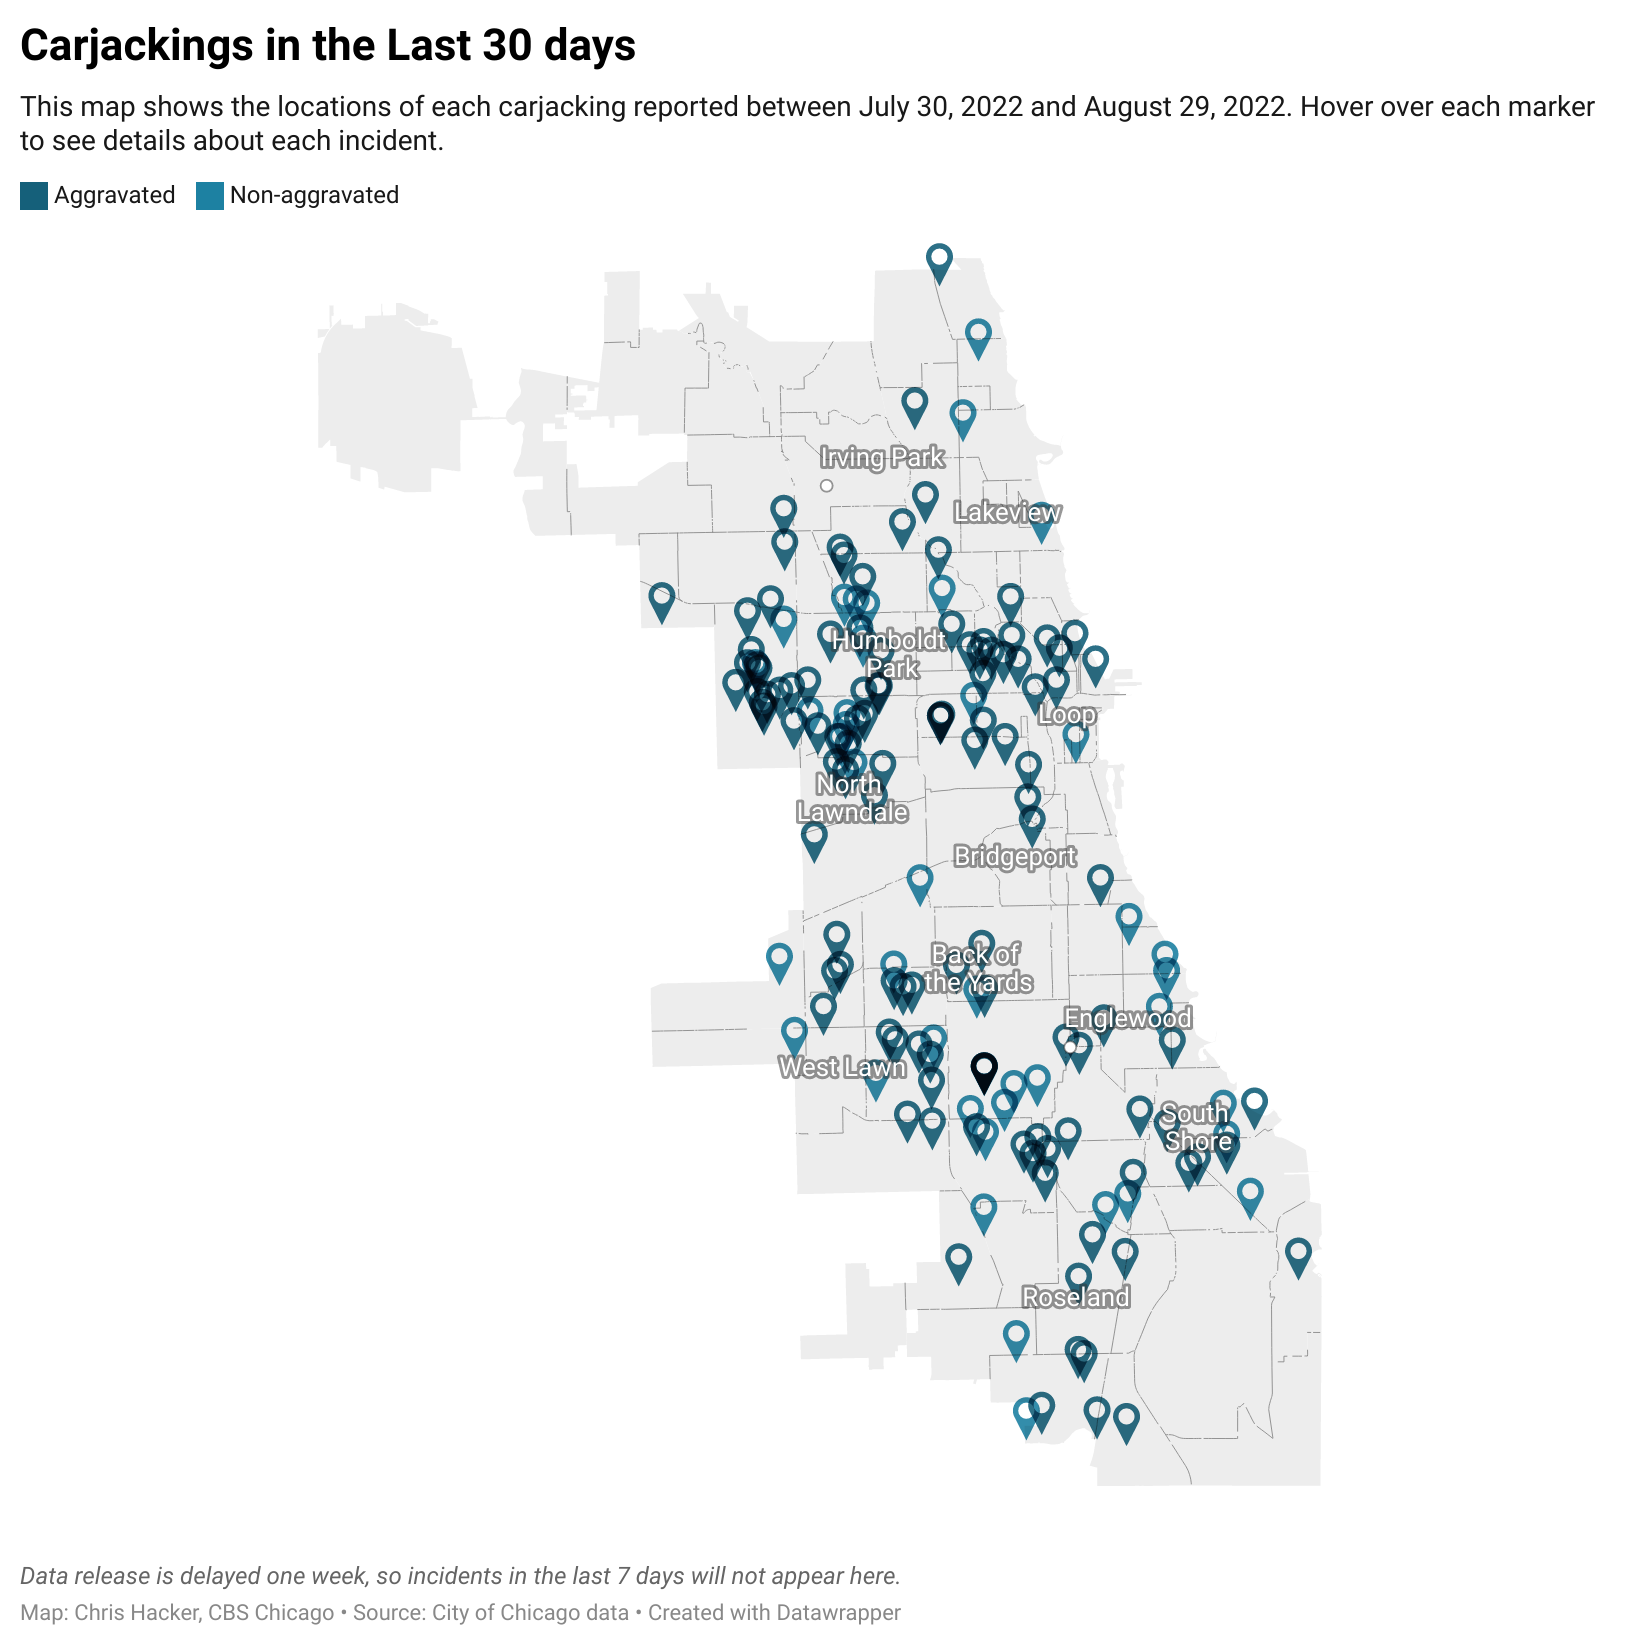 Carjackings in the Last 30 days
This map shows the locations of each carjacking reported between July 30, 2022 and August 29, 2022. Hover over each marker
to see details about each incident.
Aggravated Non-aggravated
Irving Park
Lakeview
Humboldt
Park
Loop
North
Lawndale
Bridgeport
Back of
the Yards
Englewood
West Lawn
South
Shore
Roseland
Data release is delayed one week, so incidents in the last 7 days will not appear here.
Map: Chris Hacker, CBS Chicago • Source: City of Chicago data • Created with Datawrapper